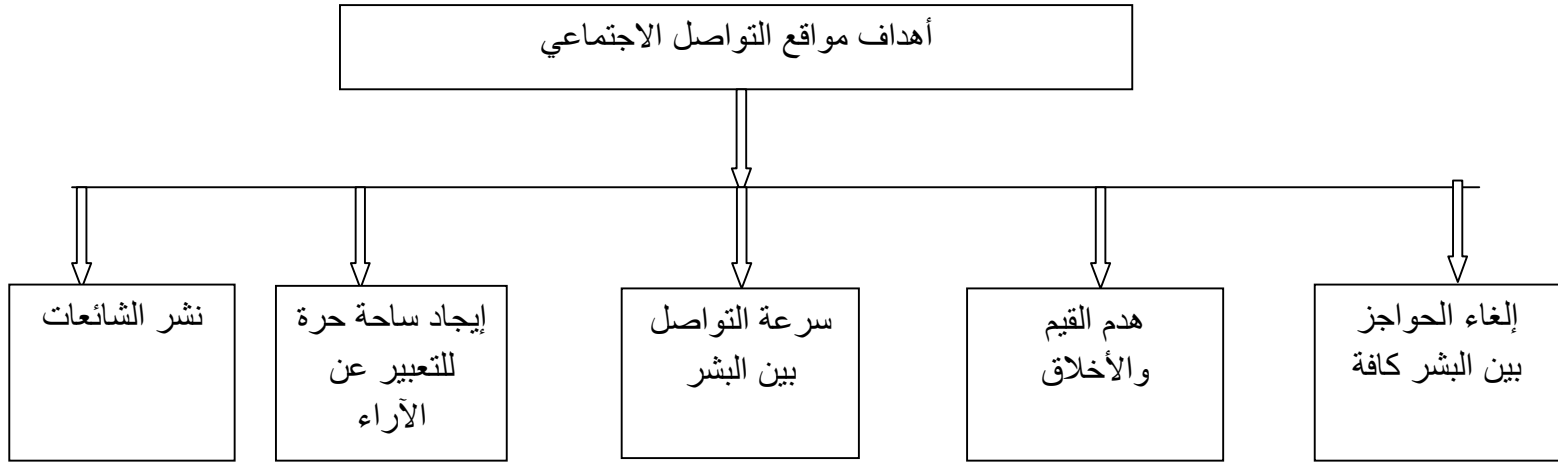 أهداف مواقع التواصل الاجتماعي
إلغاء الحواجز
بين البشر كافة
هدم القيم
والأخلاق
سرعة التواصل
بين البشر
إيجاد ساحة حرة
للتعبير عن
الآراء
نشر الشائعات